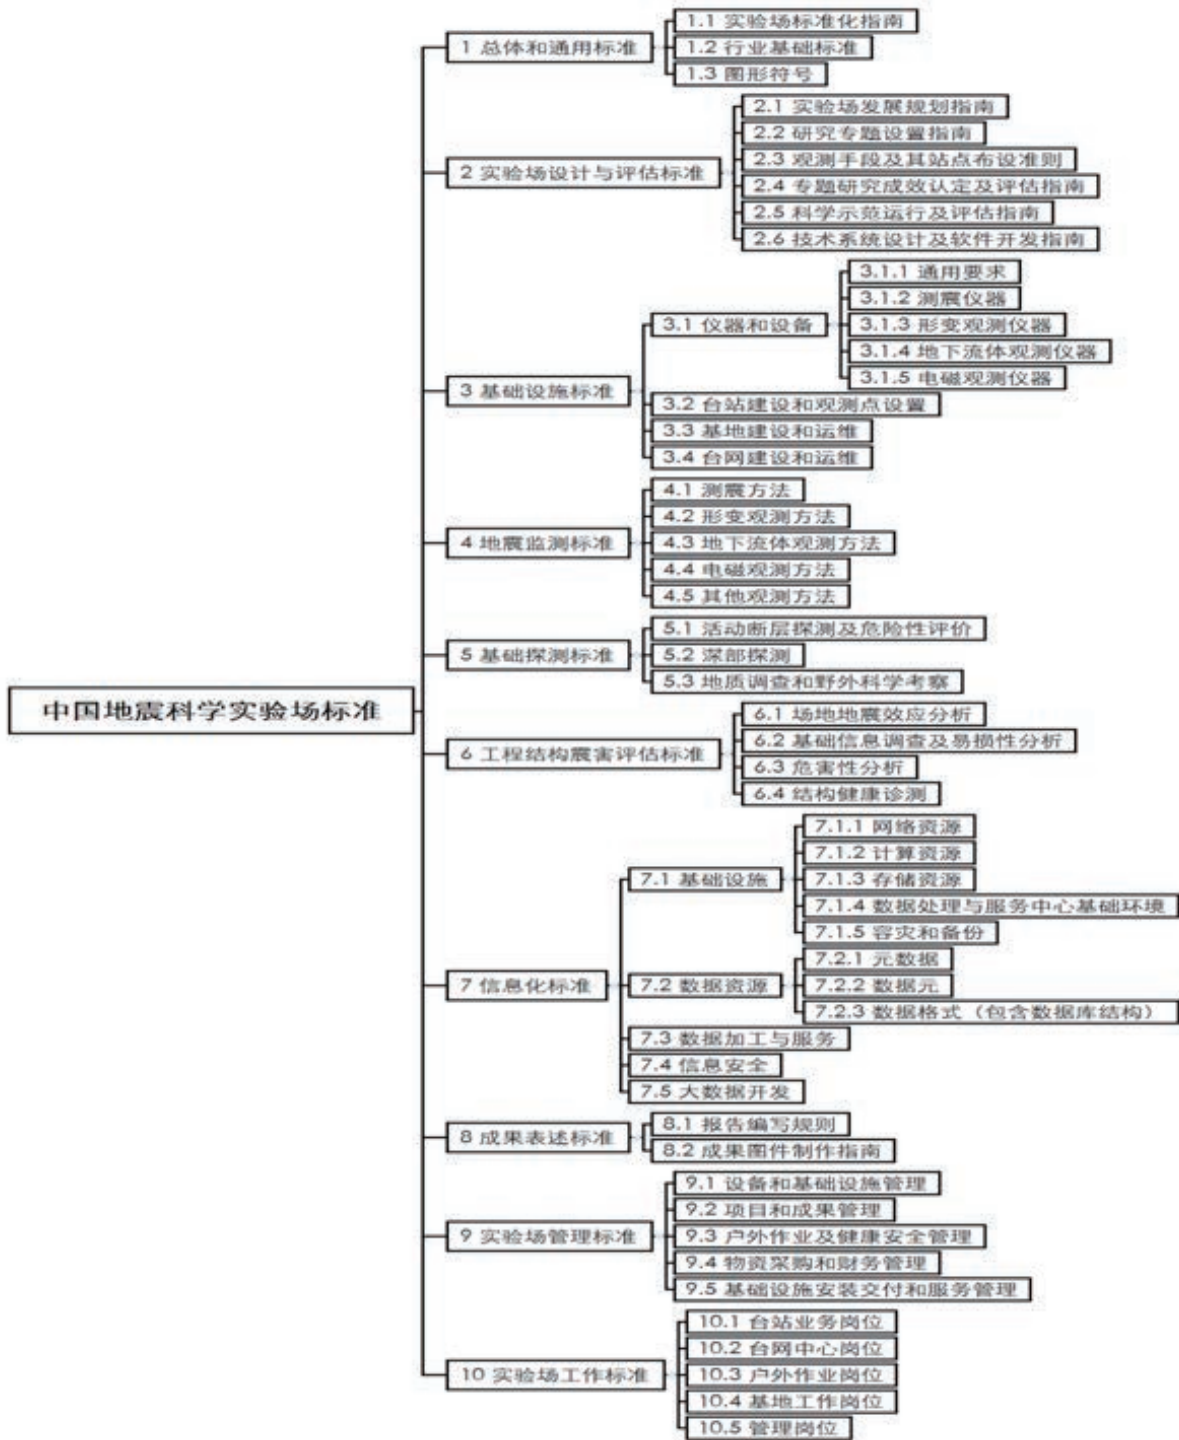 中国地震科学实验场标准
1 总体和通用标准
1.1 实验场标准化指南
1.2 行业基础标准
1.3 图形符号
2 实验场设计与评估标准
2.1 实验场发展规划指南
2.2 研究专题设置指南
2.3 观测手段及其站点布设准则
2.4 专题研究成效认定及评估指南
2.5 科学示范运行及评估指南
2.6 技术系统设计及软件开发指南
3 基础设施标准
3.1 仪器和设备
3.1.1 通用要求
3.1.2 测震仪器
3.1.3 形变观测仪器
3.1.4 地下流体观测仪器
3.1.5 电磁观测仪器
3.2 台站建设和观测点设置
3.3 基地建设和运维
3.4 台网建设和运维
4 地震监测标准
4.1 测震方法
4.2 形变观测方法
4.3 地下流体观测方法
4.4 电磁观测方法
4.5 其他观测方法
5 基础探测标准
5.1 活动断层探测及危险性评价
5.2 深部探测
5.3 地质调查和野外科学考察
6 工程结构震害评估标准
6.1 场地地震效应分析
6.2 基础信息调查及易损性分析
6.3 危害性分析
6.4 结构健康诊测
7 信息化标准
7.1 基础设施
7.1.1 网络资源
7.1.2 计算资源
7.1.3 存储资源
7.1.4 数据处理与服务中心基础环境
7.1.5 容灾和备份
7.2 数据资源
7.2.1 元数据
7.2.2 数据元
7.2.3 数据格式（包含数据库结构）
7.3 数据加工与服务
7.4 信息安全
7.5 大数据开发
8 成果表述标准
8.1 报告编写规则
8.2 成果图件制作指南
9 实验场管理标准
9.1 设备和基础设施管理
9.2 项目和成果管理
9.3 户外作业及健康安全管理
9.4 物资采购和财务管理
9.5 基础设施安装交付和服务管理
10 实验场工作标准
10.1 台站业务岗位
10.2 台网中心岗位
10.3 户外作业岗位
10.4 基地工作岗位
10.5 管理岗位